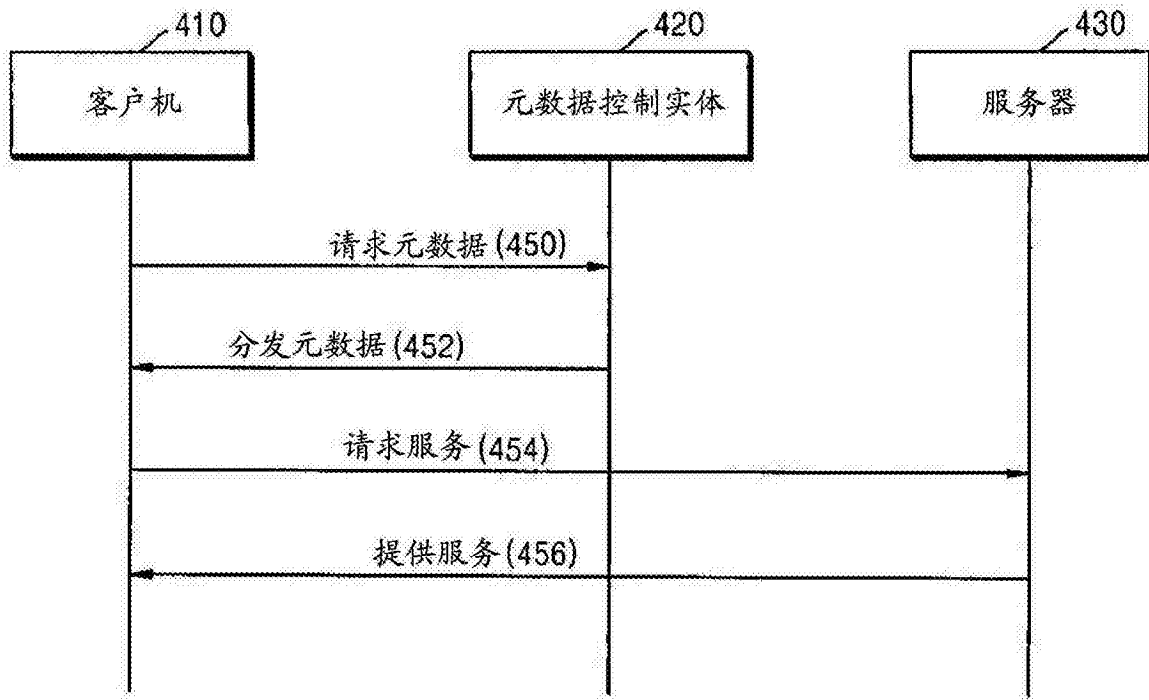 410
420
430
客户机
元数据控制实体
服务器
请求元数据(450)
分发元数据(452)
请求服务(454)
提供服务(456)